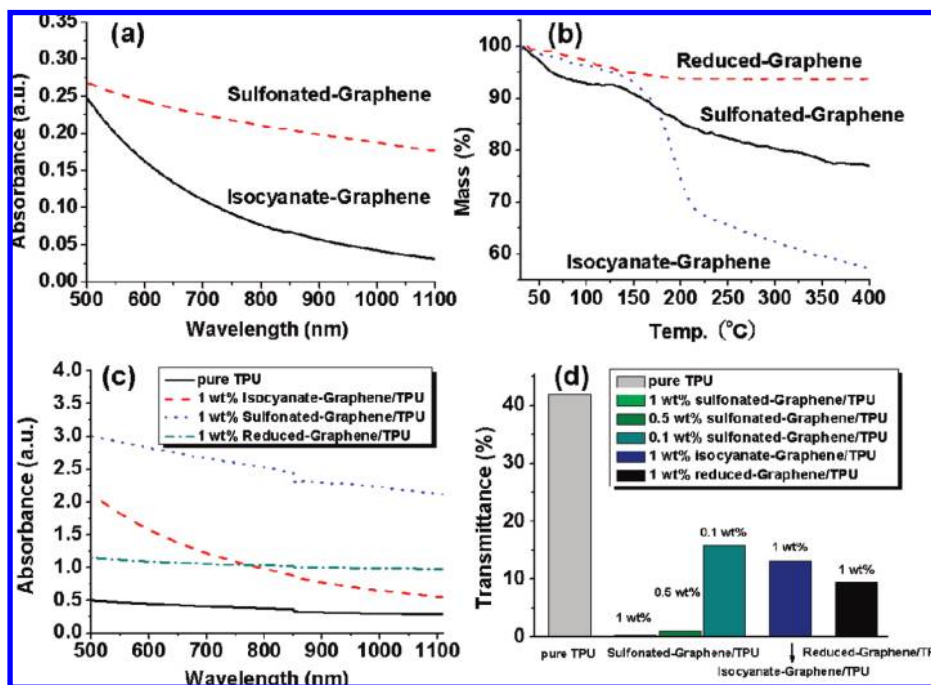 (a)
Absorbance (a.u.)
0.35
0.30
0.25
0.20
0.15
0.10
0.05
0.00
Sulfonated-Graphene
Isocyanate-Graphene
500 600 700 800 900 1000 1100
Wavelength (nm)
(b)
Mass (%)
100
90
80
70
60
Reduced-Graphene
Sulfonated-Graphene
Isocyanate-Graphene
50 100 150 200 250 300 350 400
Temp. (°C)
(c)
Absorbance (a.u.)
4.0
3.5
3.0
2.5
2.0
1.5
1.0
0.5
0.0
pure TPU
1 wt% Isocyanate-Graphene/TPU
1 wt% Sulfonated-Graphene/TPU
1 wt% Reduced-Graphene/TPU
500 600 700 800 900 1000 1100
Wavelength (nm)
(d)
Transmittance (%)
40
30
20
10
0
pure TPU
1 wt% sulfonated-Graphene/TPU
0.5 wt% sulfonated-Graphene/TPU
0.1 wt% sulfonated-Graphene/TPU
1 wt% isocyanate-Graphene/TPU
1 wt% reduced-Graphene/TPU
0.1 wt%
1 wt%
1 wt%
0.5 wt%
1 wt%
pure TPU Sulfonated-Graphene/TPU Reduced-Graphene/TP
Isocyanate-Graphene/TPU